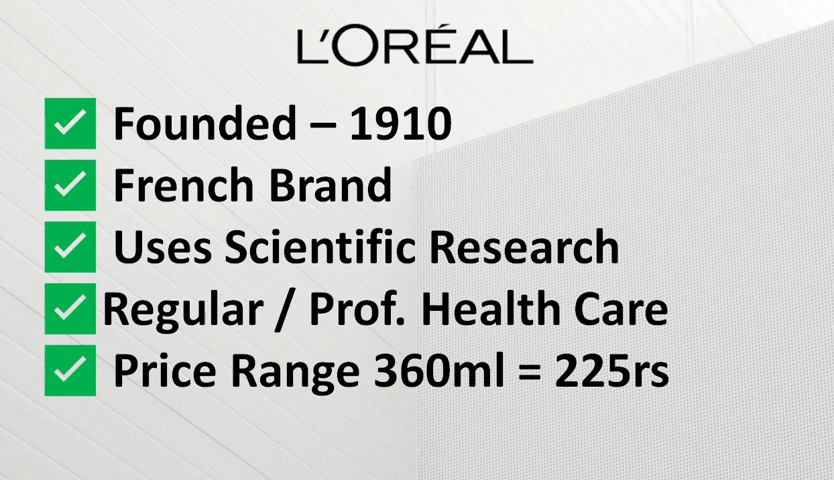 L'ORÉAL
Founded – 1910
French Brand
Uses Scientific Research
Regular / Prof. Health Care
Price Range 360ml = 225rs